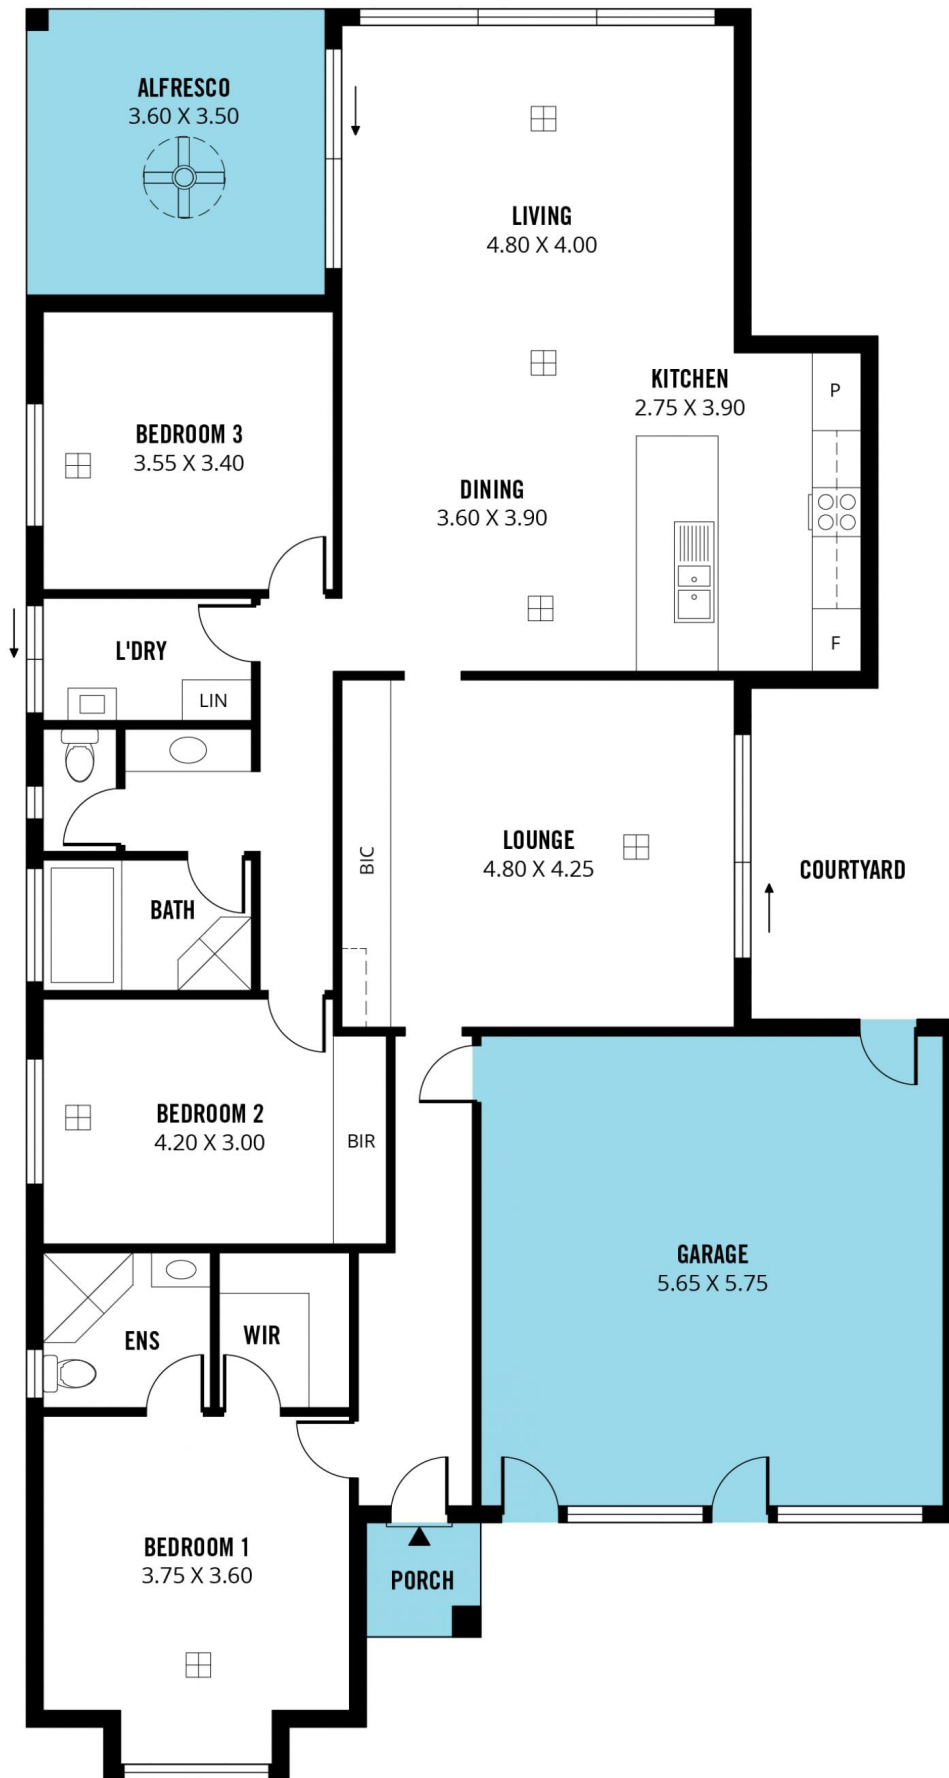 ALFRESCO
3.60 X 3.50
LIVING
4.80 X 4.00
KITCHEN
2.75 X 3.90
P
BEDROOM 3
3.55 X 3.40
DINING
3.60 X 3.90
F
L'DRY
LIN
LOUNGE
4.80 X 4.25
BIC
COURTYARD
BATH
BEDROOM 2
4.20 X 3.00
BIR
GARAGE
5.65 X 5.75
ENS
WIR
BEDROOM 1
3.75 X 3.60
PORCH